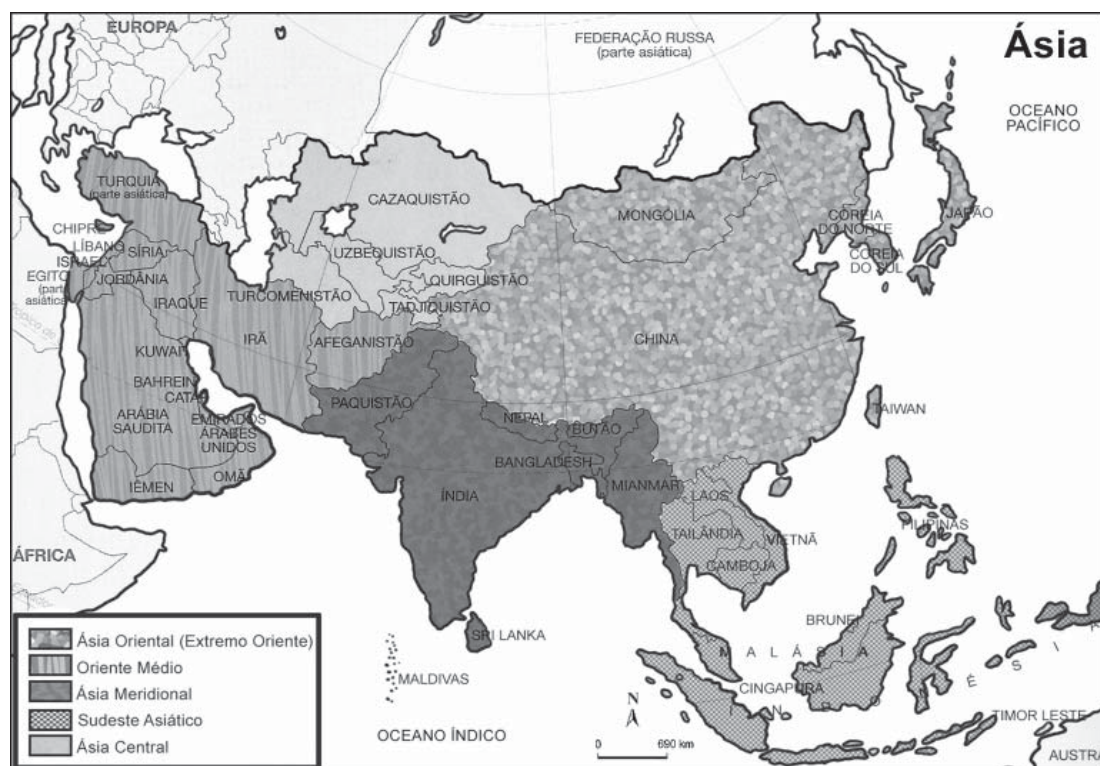 EUROPA
FEDERAÇÃO RUSSA
(parte asiática)
Ásia
OCEANO
PACÍFICO
TURQUIA
(parte asiática)
CAZAQUISTÃO
MONGÓLIA
COREIA
DO NORTE
JAPÃO
CHIPRE
LÍBANO
SÍRIA
ISRAEL
UZBEQUISTÃO
COREIA
DO SUL
EGITO
(parte
asiática)
JORDÂNIA
QUIRGUISTÃO
IRAQUE
TURCOMENISTÃO
TADJIQUISTÃO
IRÃ
AFEGANISTÃO
CHINA
KUWAIT
BAHREIN
CATAR
PAQUISTÃO
ARÁBIA
SAUDITA
EMIRADOS
ÁRABES
UNIDOS
NEPAL
BUTÃO
TAIWAN
BANGLADESH
IÊMEN
OMÃ
ÍNDIA
MIANMAR
LAOS
TAILÂNDIA
VIETNÃ
FILIPINAS
ÁFRICA
CAMBOJA
SRI LANKA
BRUNEI
MALÁSIA
MALDIVAS
CINGAPURA
INDONÉSIA
TIMOR LESTE
OCEANO ÍNDICO
N
0 690 km
AUSTRÁ
Ásia Oriental (Extremo Oriente)
Oriente Médio
Ásia Meridional
Sudeste Asiático
Ásia Central